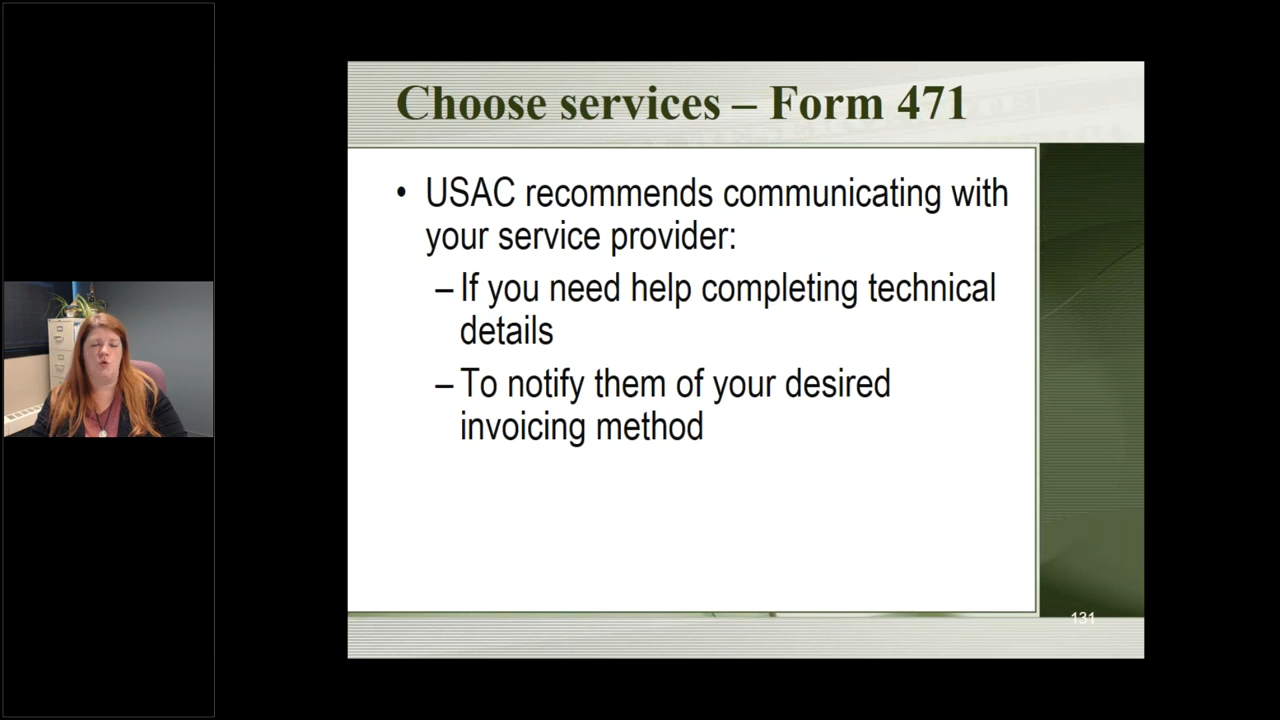 Choose services – Form 471
• USAC recommends communicating with
your service provider:
– If you need help completing technical
details
– To notify them of your desired
invoicing method
131